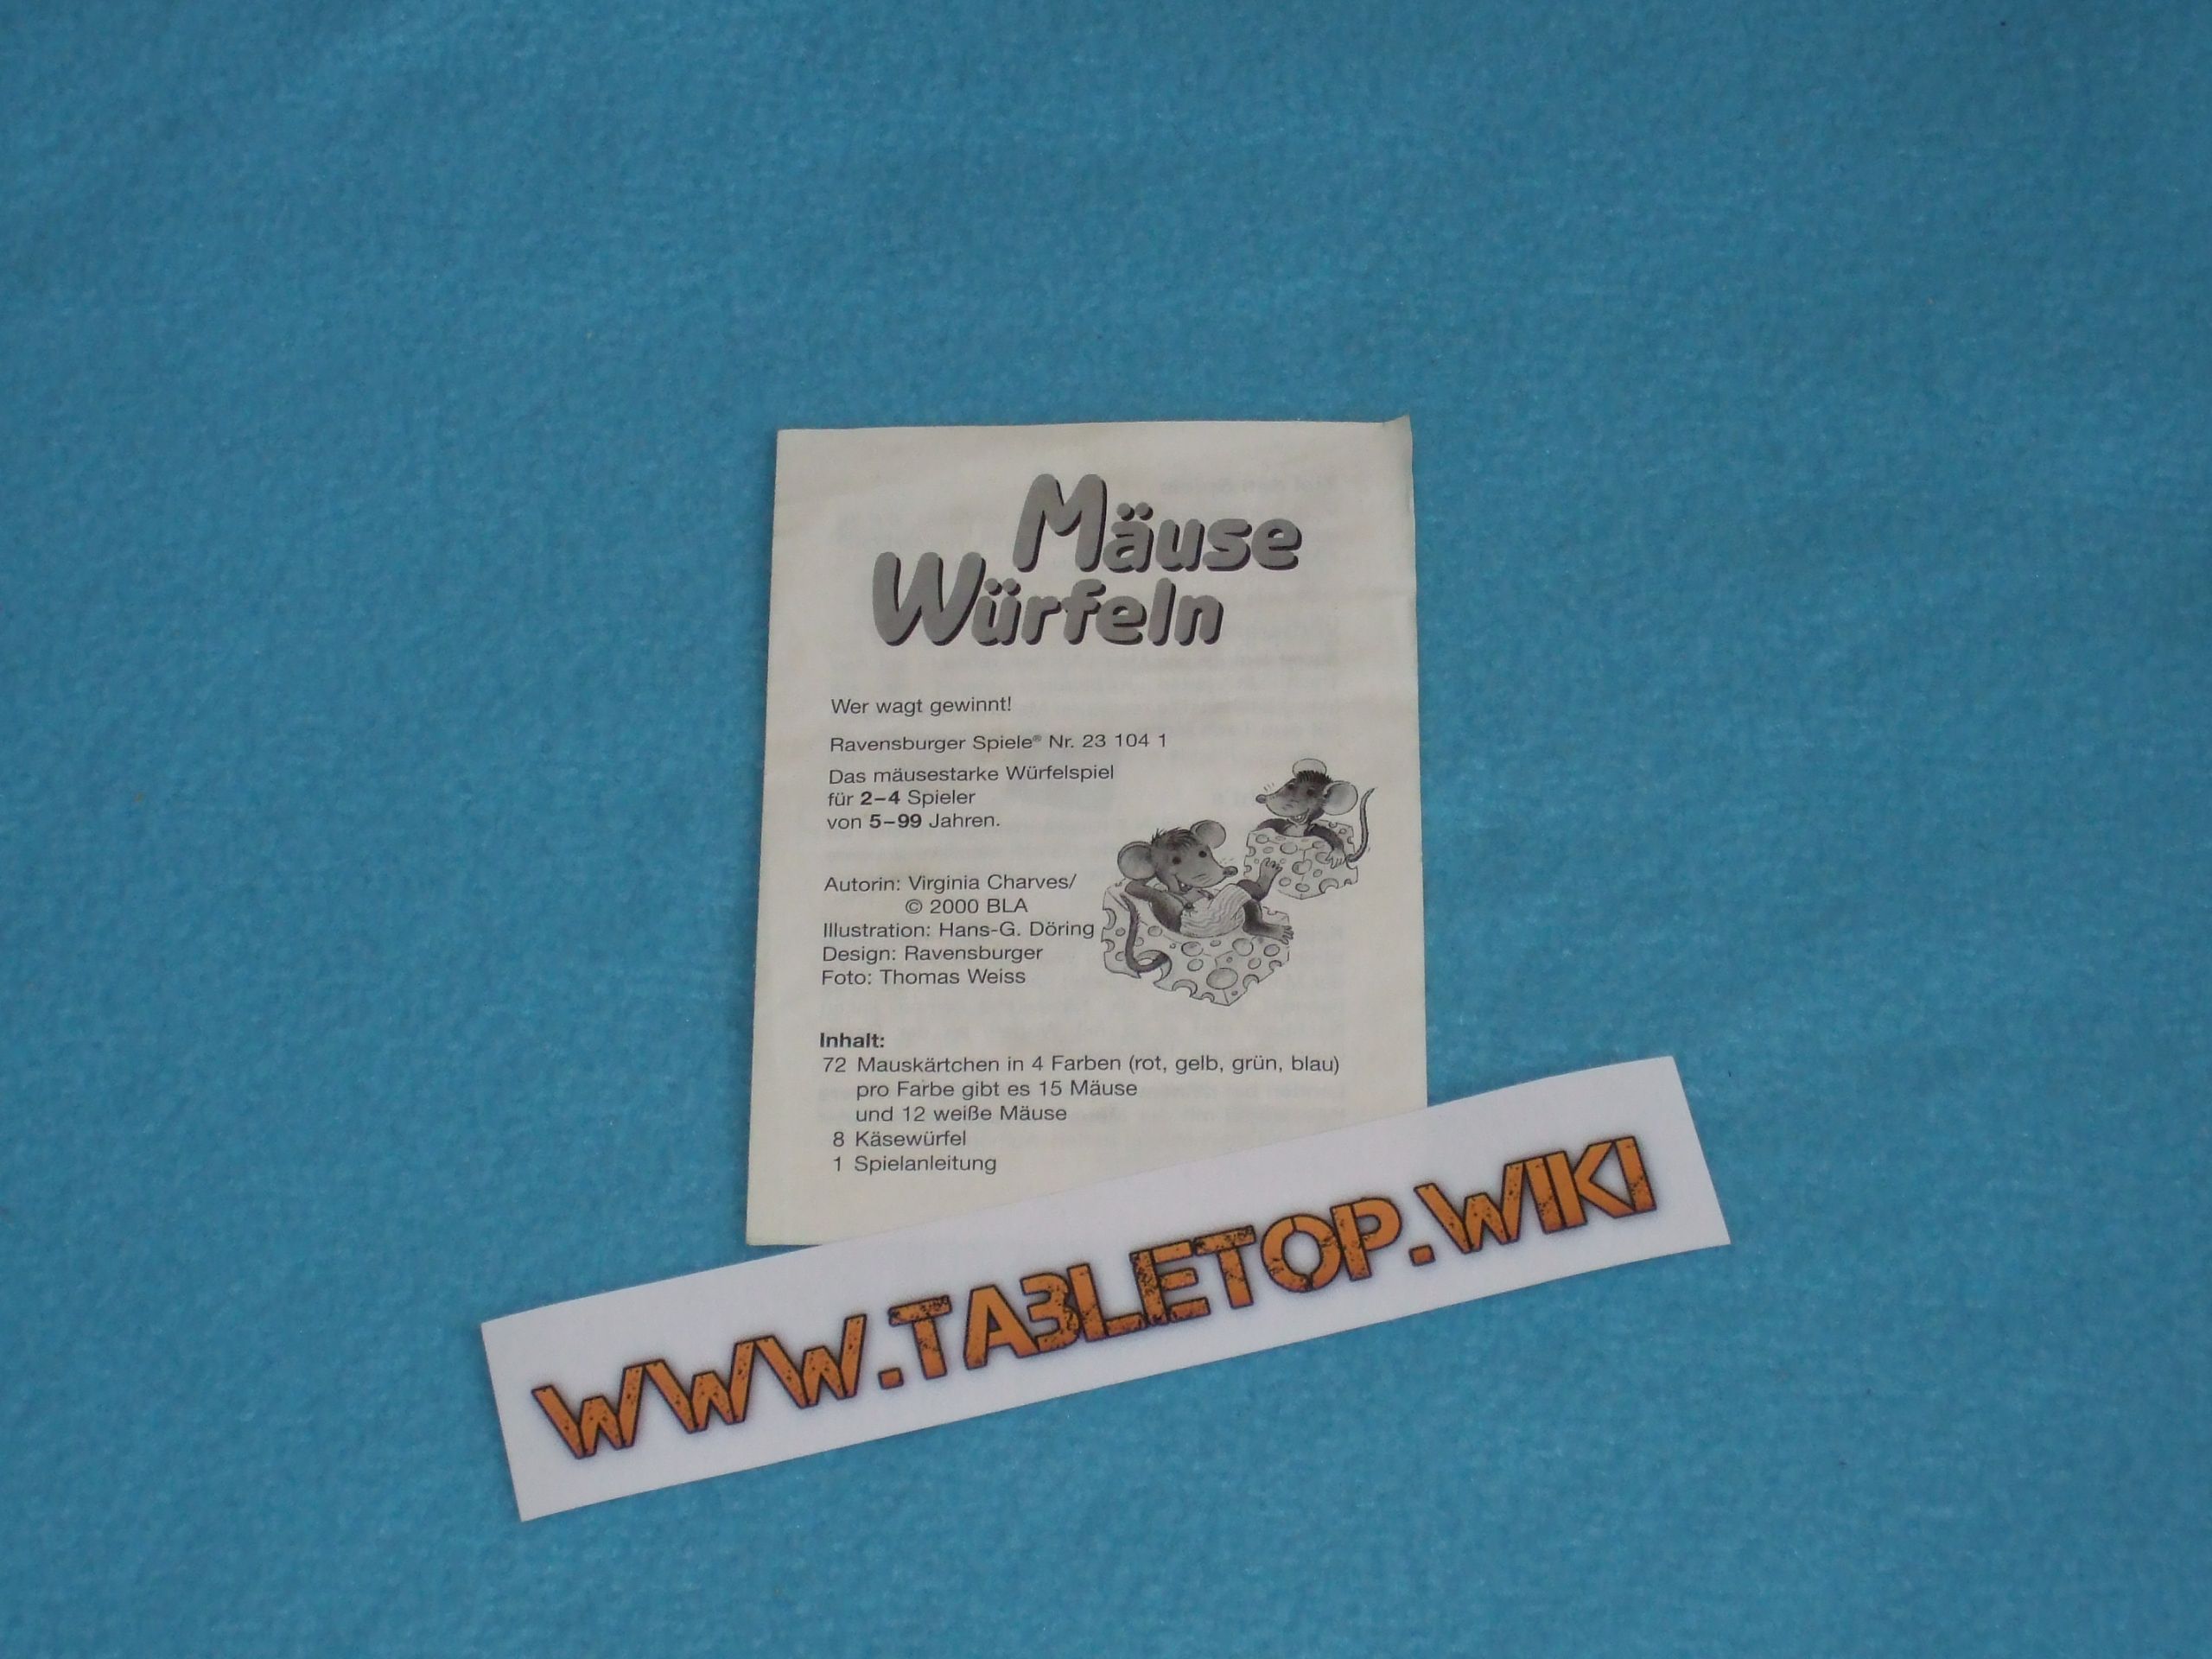 Mäuse
Würfeln
Wer wagt gewinnt!
Ravensburger Spiele® Nr. 23 104 1
Das mäusestarke Würfelspiel
für 2–4 Spieler
von 5–99 Jahren.
Autorin: Virginia Charves/
© 2000 BLA
Illustration: Hans-G. Döring
Design: Ravensburger
Foto: Thomas Weiss
Inhalt:
72 Mauskärtchen in 4 Farben (rot, gelb, grün, blau)
pro Farbe gibt es 15 Mäuse
und 12 weiße Mäuse
8 Käsewürfel
1 Spielanleitung
WWW.TABLETOP.WIKI